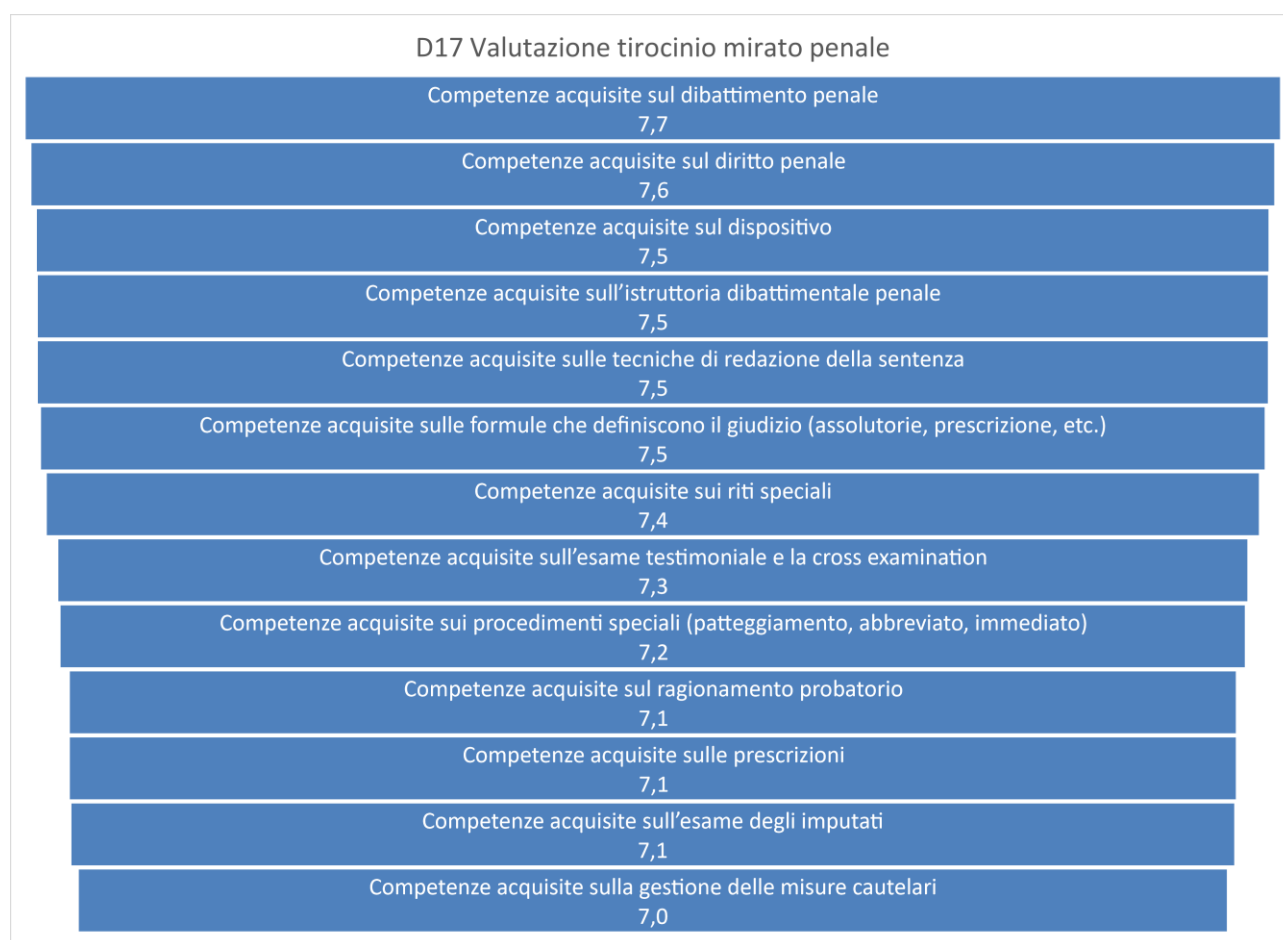 D17 Valutazione tirocinio mirato penale
Competenze acquisite sul dibattimento penale
7,7
Competenze acquisite sul diritto penale
7,6
Competenze acquisite sul dispositivo
7,5
Competenze acquisite sull’istruttoria dibattimentale penale
7,5
Competenze acquisite sulle tecniche di redazione della sentenza
7,5
Competenze acquisite sulle formule che definiscono il giudizio (assolutorie, prescrizione, etc.)
7,5
Competenze acquisite sui riti speciali
7,4
Competenze acquisite sull’esame testimoniale e la cross examination
7,3
Competenze acquisite sui procedimenti speciali (patteggiamento, abbreviato, immediato)
7,2
Competenze acquisite sul ragionamento probatorio
7,1
Competenze acquisite sulle prescrizioni
7,1
Competenze acquisite sull’esame degli imputati
7,1
Competenze acquisite sulla gestione delle misure cautelari
7,0